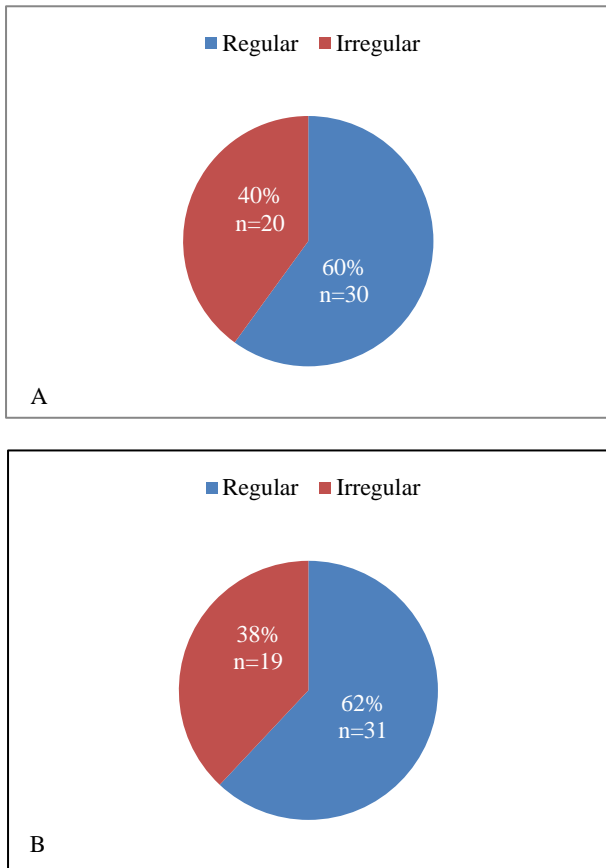 Regular Irregular
40%
n=20
60%
n=30
A
Regular Irregular
38%
n=19
62%
n=31
B